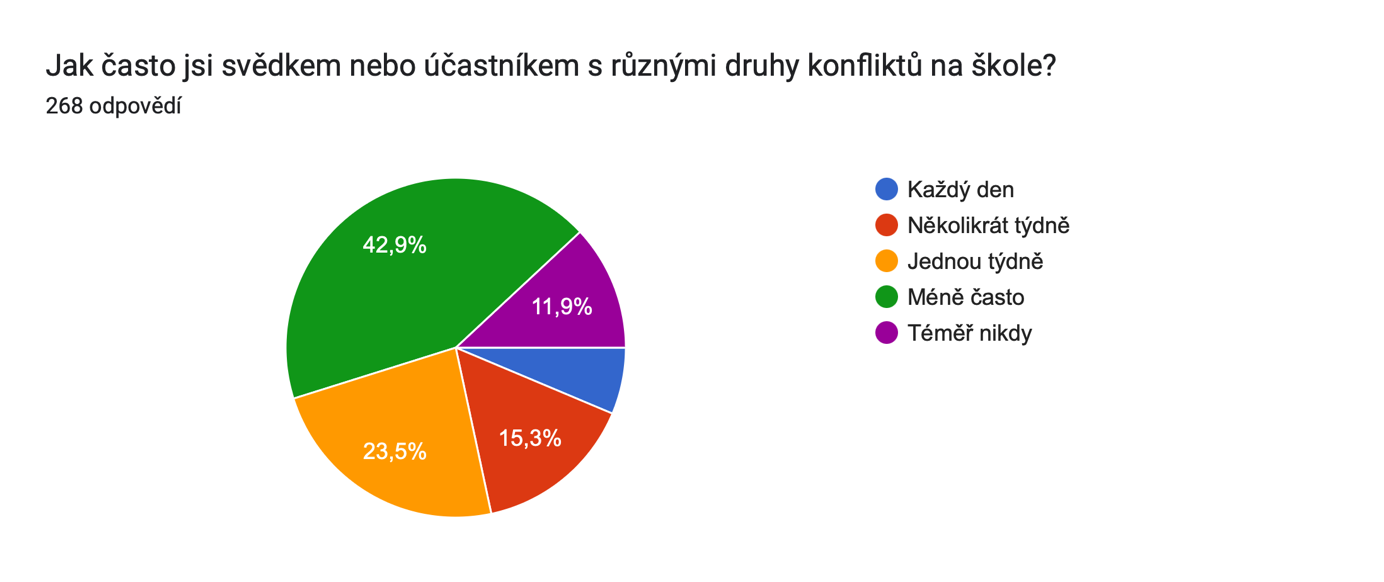 Jak často jsi svědkem nebo účastníkem s různými druhy konfliktů na škole?
268 odpovědí
42,9%
11,9%
15,3%
23,5%
Každý den
Několikrát týdně
Jednou týdně
Méně často
Téměř nikdy